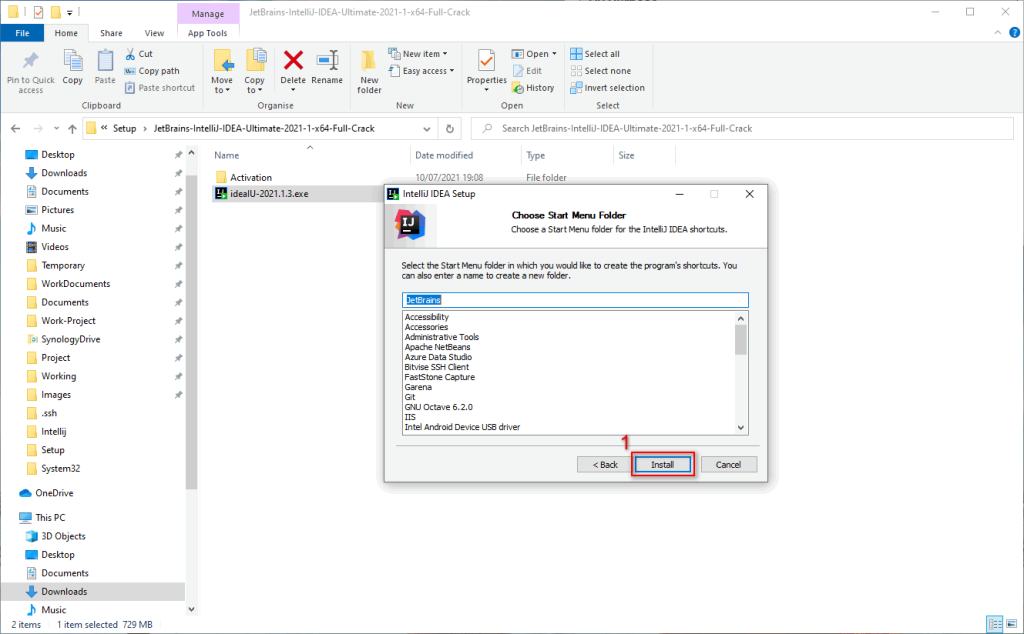 Manage
JetBrains-IntelliJ-IDEA-Ultimate-2021-1-x64-Full-Crack
File
Home
Share
View
App Tools
Pin to Quick
access
Copy
Paste
Cut
Copy path
Paste shortcut
Clipboard
Move
to
Copy
to
Delete
Rename
Organise
New
folder
New item
Easy access
New
Properties
Open
Edit
History
Open
Select all
Select none
Invert selection
Select
« Setup › JetBrains-IntelliJ-IDEA-Ultimate-2021-1-x64-Full-Crack
Search JetBrains-IntelliJ-IDEA-Ultimate-2021-1-x64-Full-Crack
Desktop
Downloads
Documents
Pictures
Music
Videos
Temporary
WorkDocuments
Documents
Work-Project
SynologyDrive
Project
Working
Images
.ssh
Intellij
Setup
System32
OneDrive
This PC
3D Objects
Desktop
Documents
Downloads
Music
Name
Date modified
Type
Size
Activation
10/07/2021 19:08
File folder
ideaIU-2021.1.3.exe
IntelliJ IDEA Setup
IJ
Choose Start Menu Folder
Choose a Start Menu folder for the IntelliJ IDEA shortcuts.
Select the Start Menu folder in which you would like to create the program's shortcuts. You
can also enter a name to create a new folder.
JetBrains
Accessibility
Accessories
Administrative Tools
Apache NetBeans
Azure Data Studio
Bitvise SSH Client
FastStone Capture
Garena
Git
GNU Octave 6.2.0
IIS
Intel Android Device USB driver
1
< Back
Install
Cancel
2 items
1 item selected 729 MB